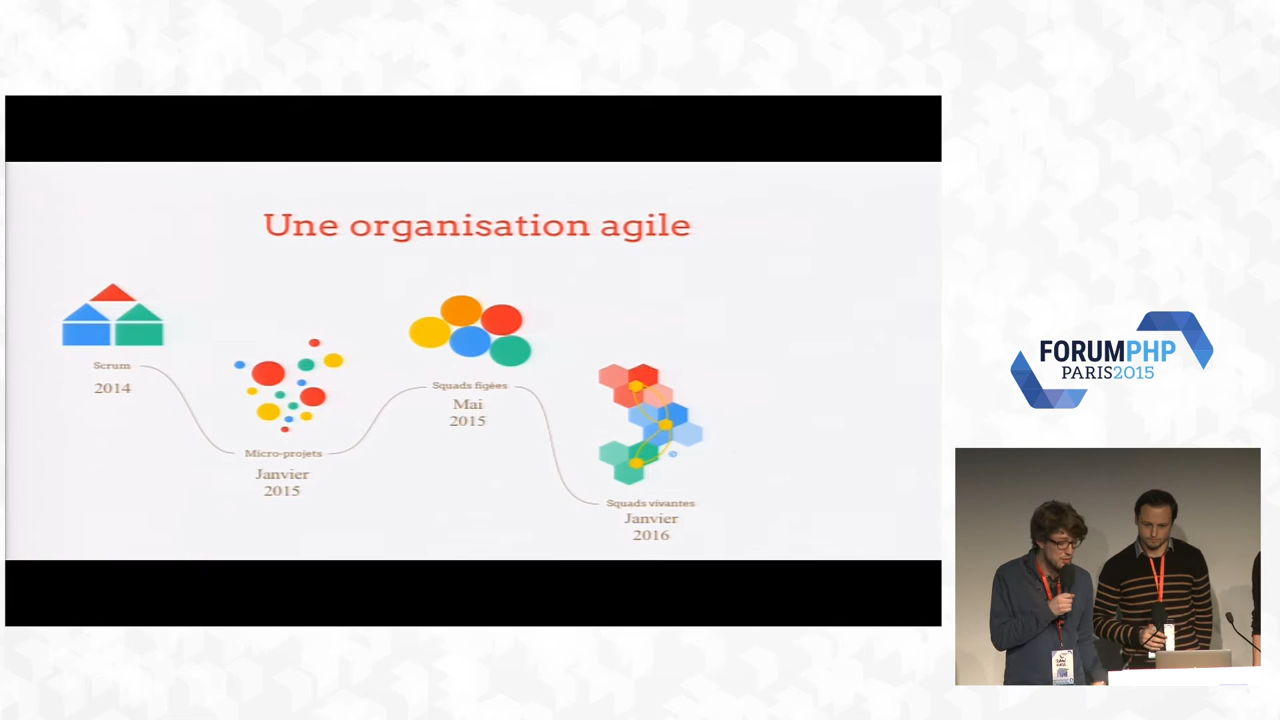 Une organisation agile
Scrum
2014
Micro-projets
Janvier
2015
Squads figées
Mai
2015
Squads vivantes
Janvier
2016
FORUMPHP
PARIS2015